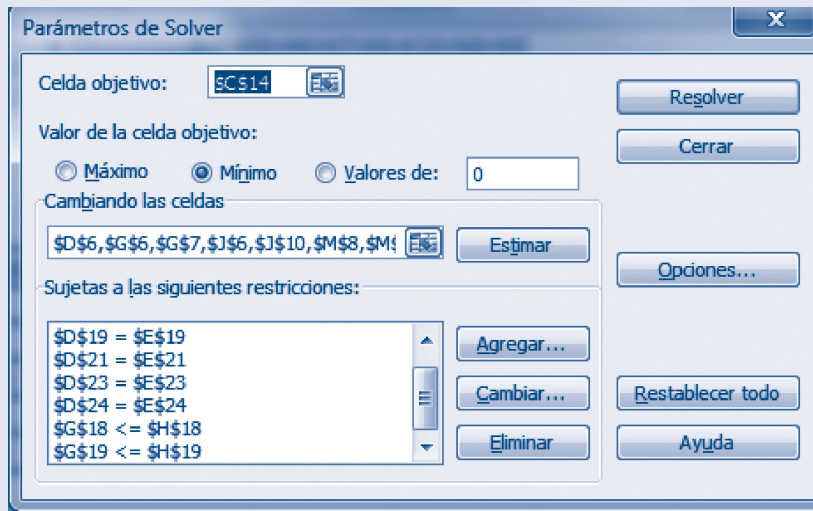 Parámetros de Solver
X
Celda objetivo:
$C$14
Resolver
Valor de la celda objetivo:
Cerrar
Máximo
Mínimo
Valores de:
0
Cambiando las celdas
$D$6,$G$6,$G$7,$J$6,$J$10,$M$8,$M$
Estimar
Opciones...
Sujetas a las siguientes restricciones:
$D$19 = $E$19
$D$21 = $E$21
$D$23 = $E$23
$D$24 = $E$24
$G$18 <= $H$18
$G$19 <= $H$19
Agregar...
Cambiar...
Eliminar
Restablecer todo
Ayuda